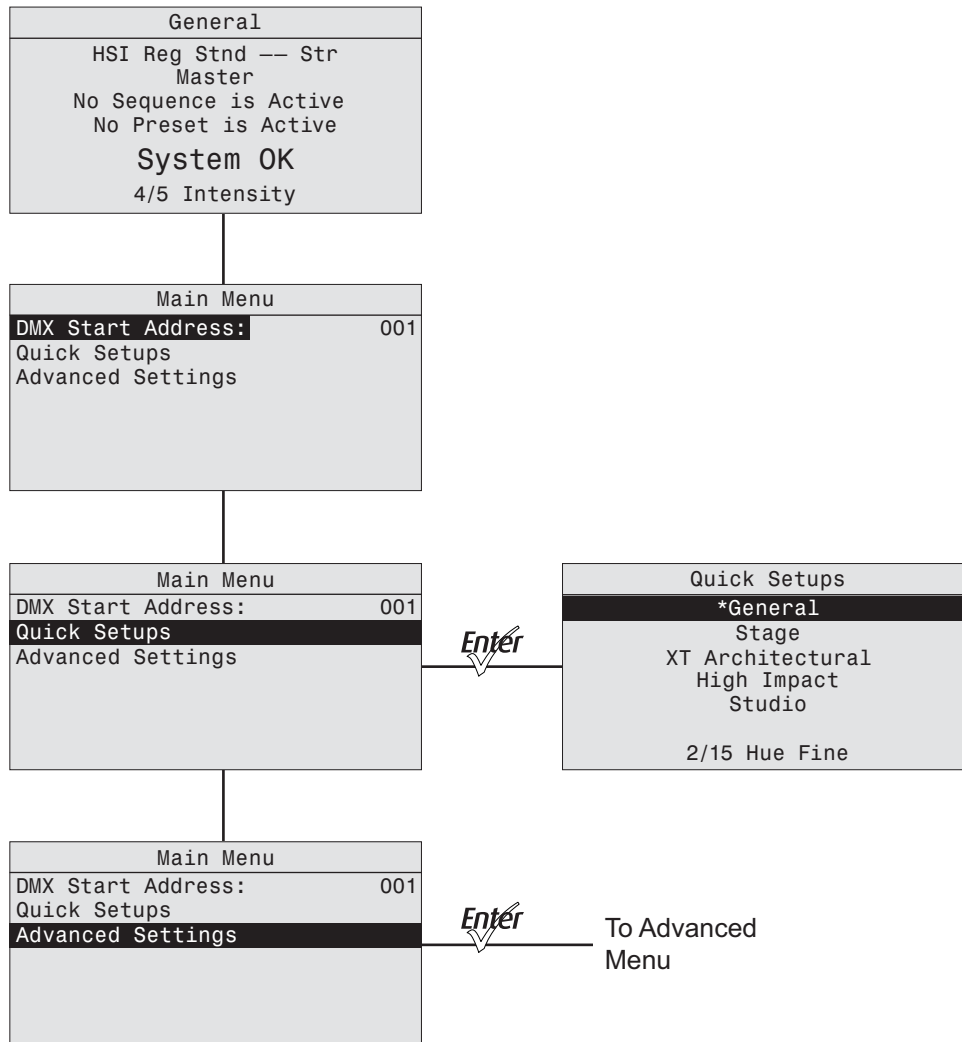 General
HSI Reg Stnd –– Str
Master
No Sequence is Active
No Preset is Active
System OK
4/5 Intensity
Main Menu
DMX Start Address: 001
Quick Setups
Advanced Settings
Main Menu
DMX Start Address: 001
Quick Setups
Advanced Settings
Enter
Quick Setups
*General
Stage
XT Architectural
High Impact
Studio
2/15 Hue Fine
Main Menu
DMX Start Address: 001
Quick Setups
Advanced Settings
Enter
To Advanced
Menu